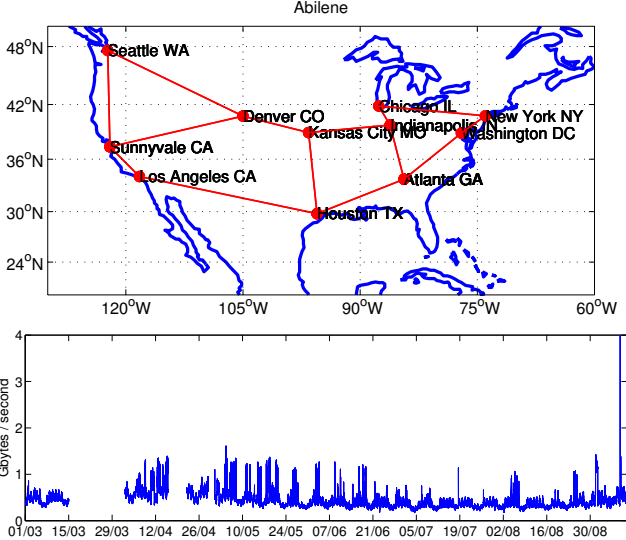 Abilene
48°N
42°N
36°N
30°N
24°N
Seattle WA
Denver CO
Chicago IL
New York NY
Indianapolis IN
Kansas City MO
Washington DC
Sunnyvale CA
Los Angeles CA
Atlanta GA
Houston TX
120°W 105°W 90°W 75°W 60°W
Gbytes / second
4
3
2
1
0
01/03 15/03 29/03 12/04 26/04 10/05 24/05 07/06 21/06 05/07 19/07 02/08 16/08 30/08